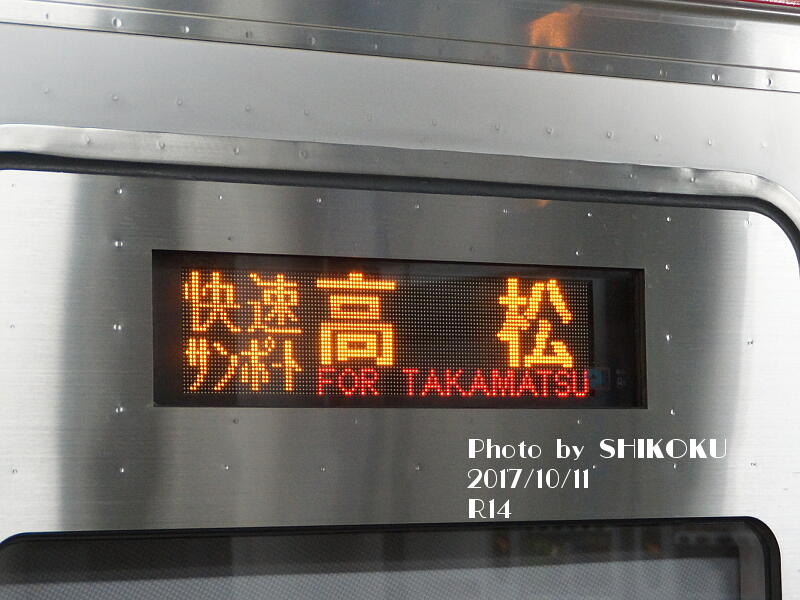 快速 高 松
サンポート FOR TAKAMATSU
Photo by SHIKOKU
2017/10/11
R14